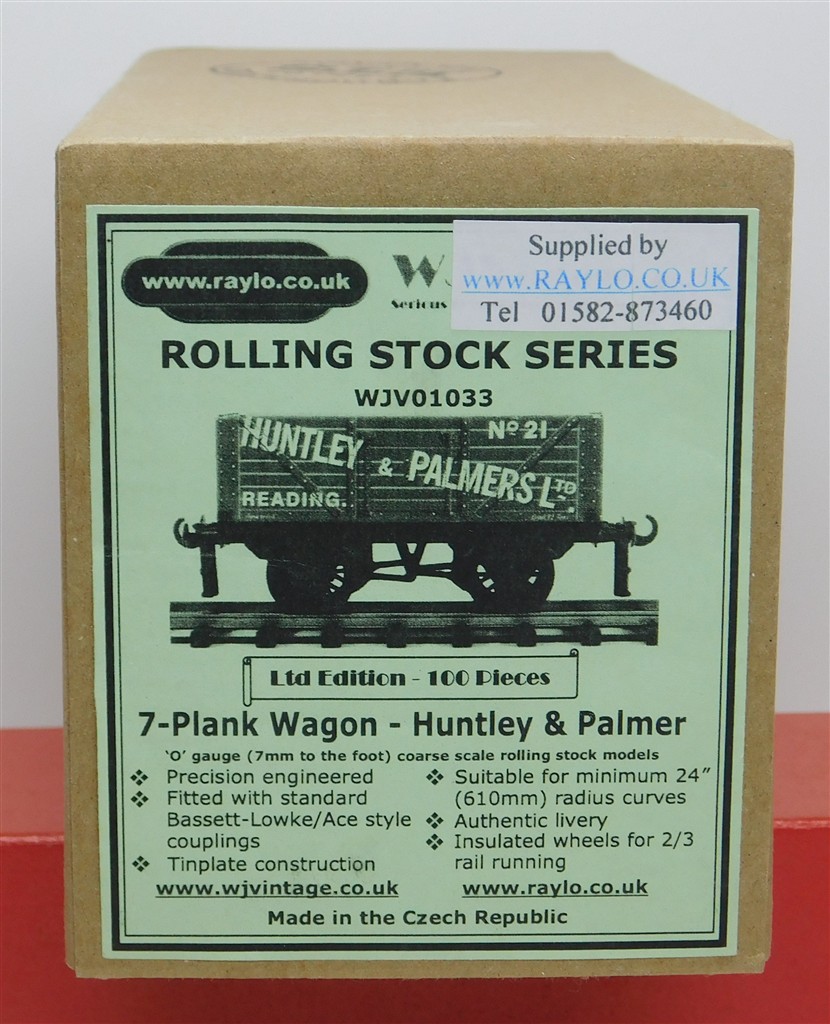 www.raylo.co.uk
W
Serious
Supplied by
www.RAYLO.CO.UK
Tel 01582-873460
ROLLING STOCK SERIES
WJV01033
HUNTLEY & PALMERS LTD
No 21
READING.
Ltd Edition - 100 Pieces
7-Plank Wagon - Huntley & Palmer
'O' gauge (7mm to the foot) coarse scale rolling stock models
❖ Precision engineered
❖ Fitted with standard
Bassett-Lowke/Ace style
couplings
❖ Tinplate construction
❖ Suitable for minimum 24"
(610mm) radius curves
❖ Authentic livery
❖ Insulated wheels for 2/3
rail running
www.wjvintage.co.uk
www.raylo.co.uk
Made in the Czech Republic